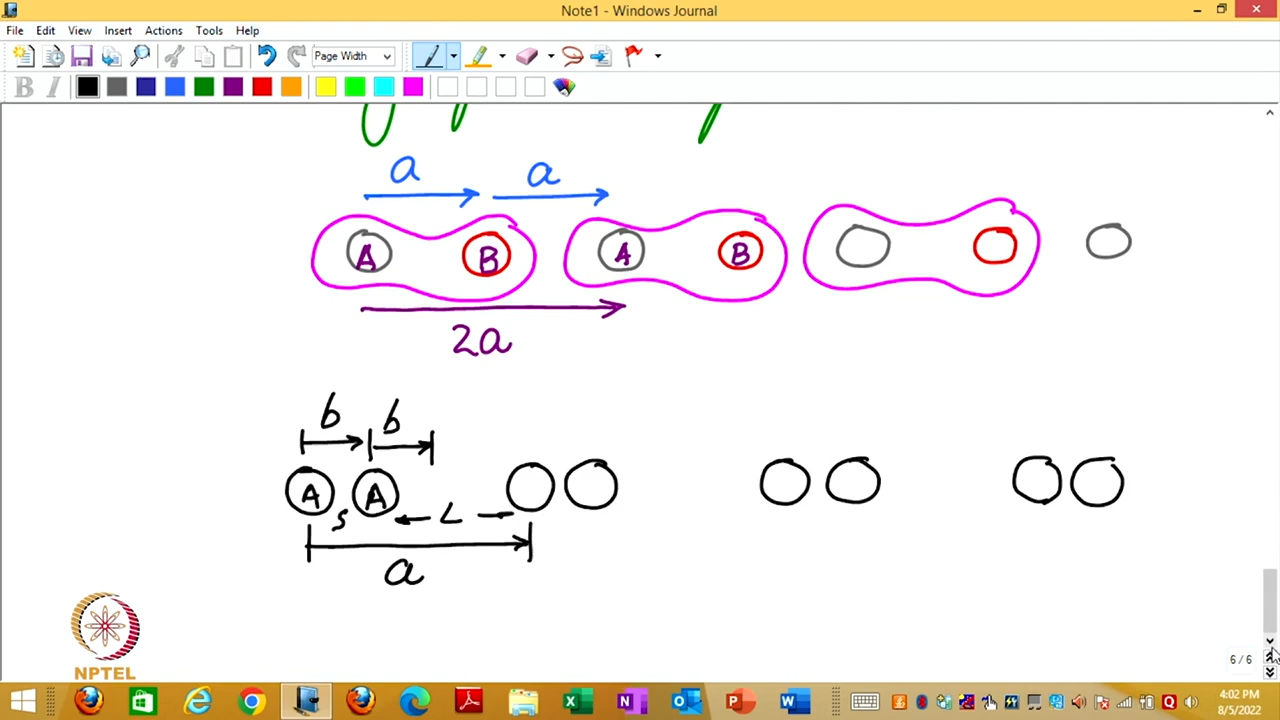 Note1 - Windows Journal
File Edit View Insert Actions Tools Help
Page Width
B I
a a
A B A B
2a
b b
A A
S L
a
NPTEL
6 / 6
4:02 PM
8/5/2022